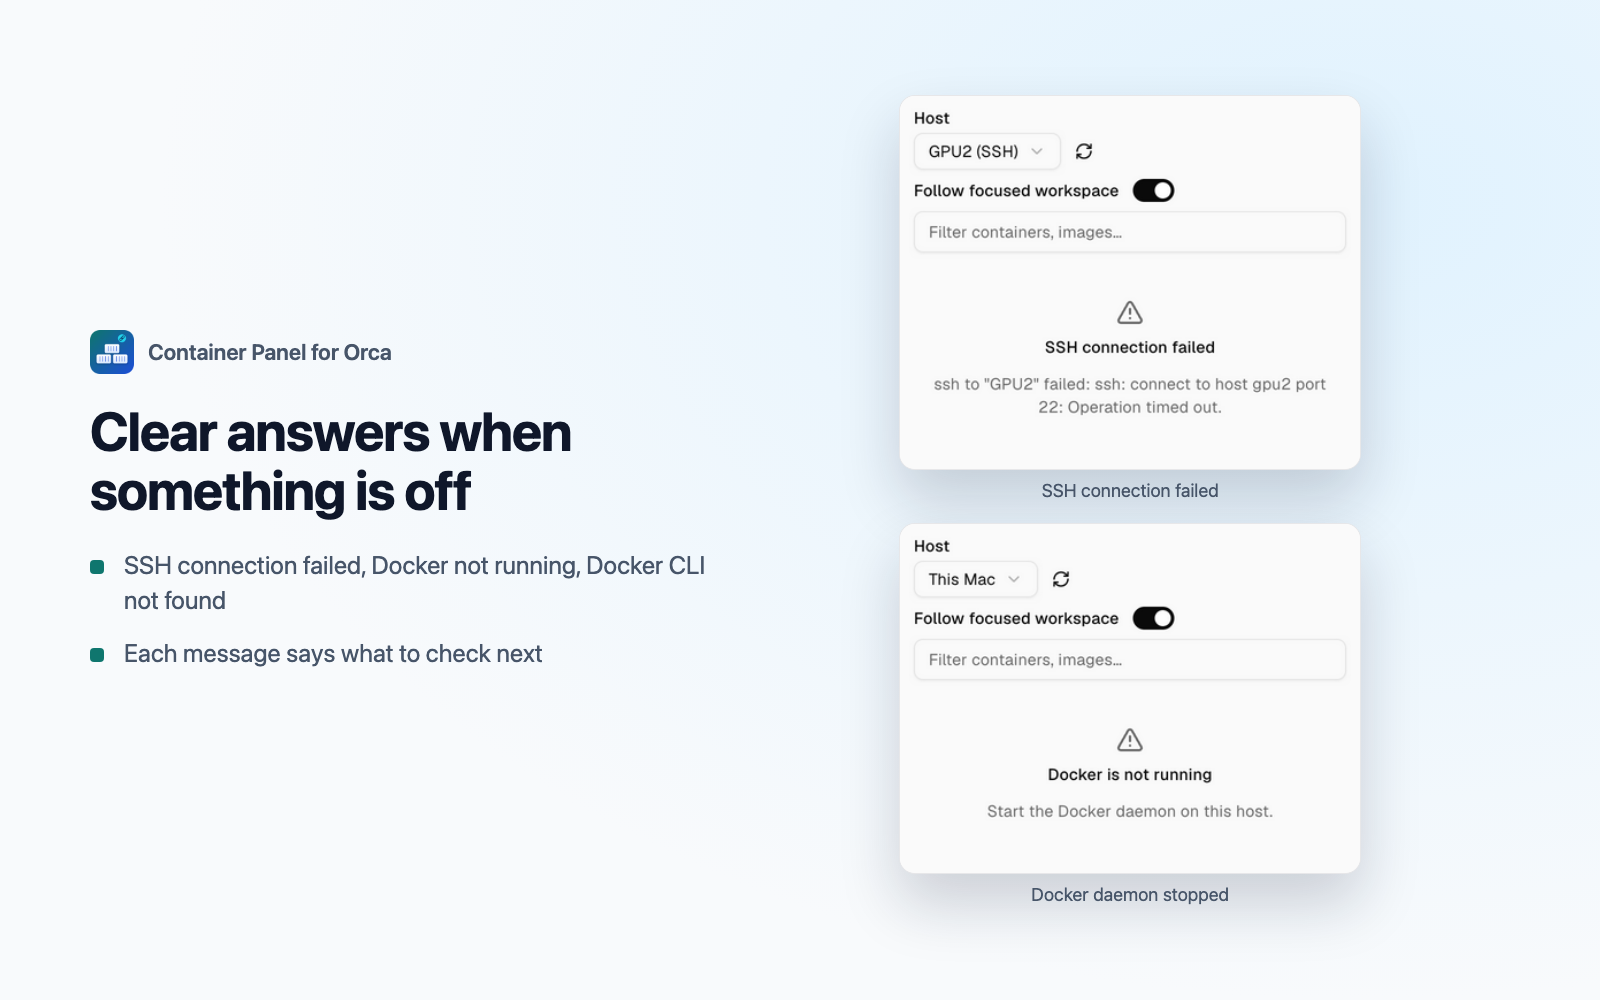 Container Panel for Orca
Clear answers when
something is off
SSH connection failed, Docker not running, Docker CLI
not found
Each message says what to check next
Host
GPU2 (SSH)
Follow focused workspace
Filter containers, images…
SSH connection failed
ssh to "GPU2" failed: ssh: connect to host gpu2 port
22: Operation timed out.
SSH connection failed
Host
This Mac
Follow focused workspace
Filter containers, images…
Docker is not running
Start the Docker daemon on this host.
Docker daemon stopped